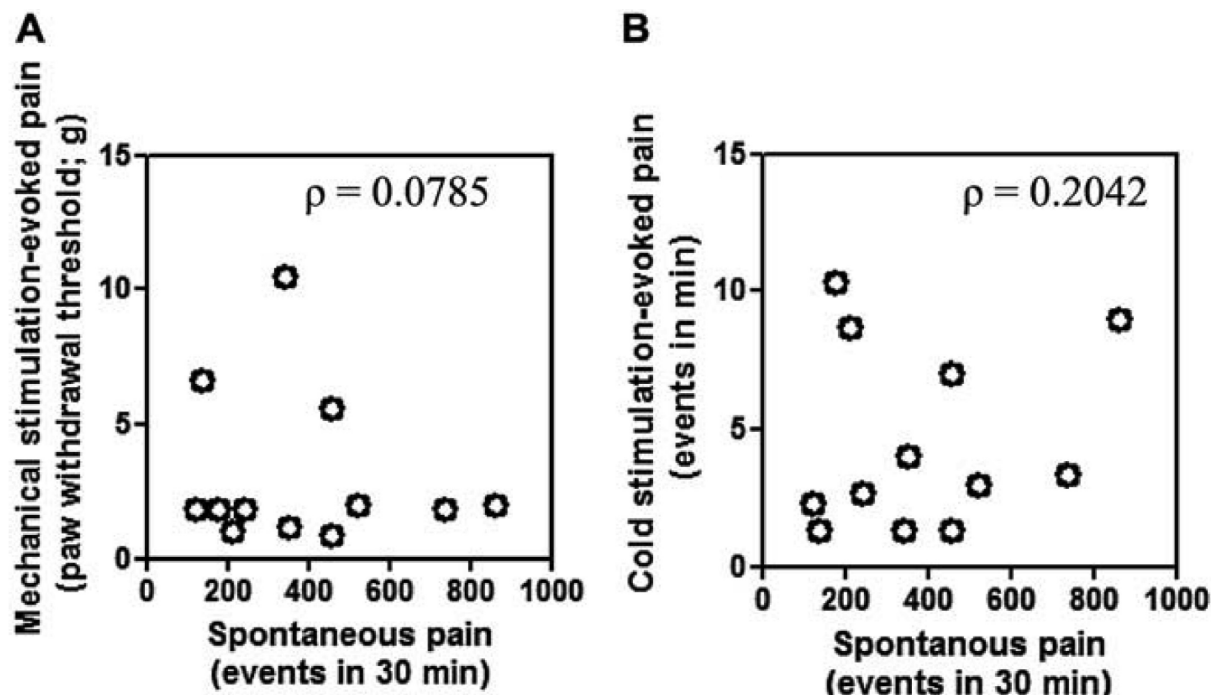 A
Mechanical stimulation-evoked pain
(paw withdrawal threshold; g)
15
10
5
0
ρ = 0.0785
0 200 400 600 800 1000
Spontaneous pain
(events in 30 min)
B
Cold stimulation-evoked pain
(events in min)
15
10
5
0
ρ = 0.2042
0 200 400 600 800 1000
Spontanous pain
(events in 30 min)